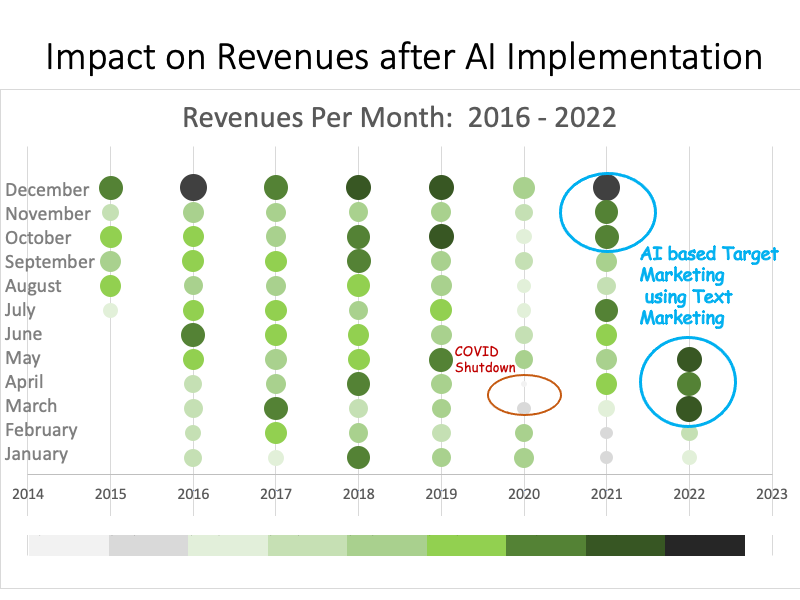 Impact on Revenues after AI Implementation
Revenues Per Month:  2016 - 2022
December
November
October
September
August
July
June
May
April
March
February
January
AI based Target
Marketing
using Text
Marketing
COVID
Shutdown
2014 2015 2016 2017 2018 2019 2020 2021 2022 2023